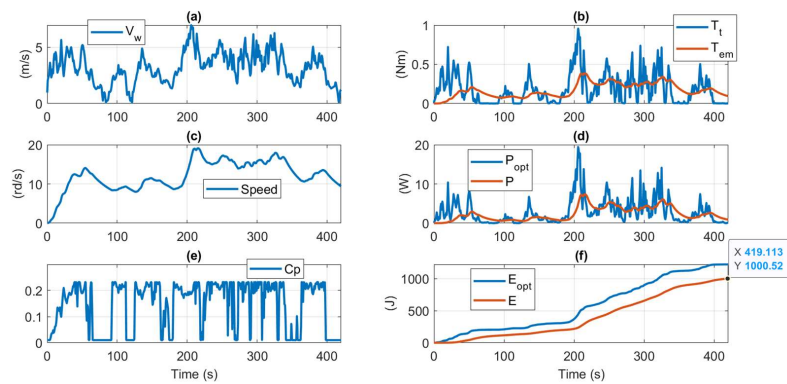 (a)
V_w
5
0
(m/s)
0 100 200 300 400
(b)
T_t
T_em
1
0.5
0
(Nm)
0 100 200 300 400
(c)
20
10
0
(rd/s)
Speed
0 100 200 300 400
(d)
P_opt
P
20
10
0
(W)
0 100 200 300 400
(e)
Cp
0.2
0.1
0
0 100 200 300 400
Time (s)
(f)
E_opt
E
1000
500
0
(J)
X 419.113
Y 1000.52
0 100 200 300 400
Time (s)